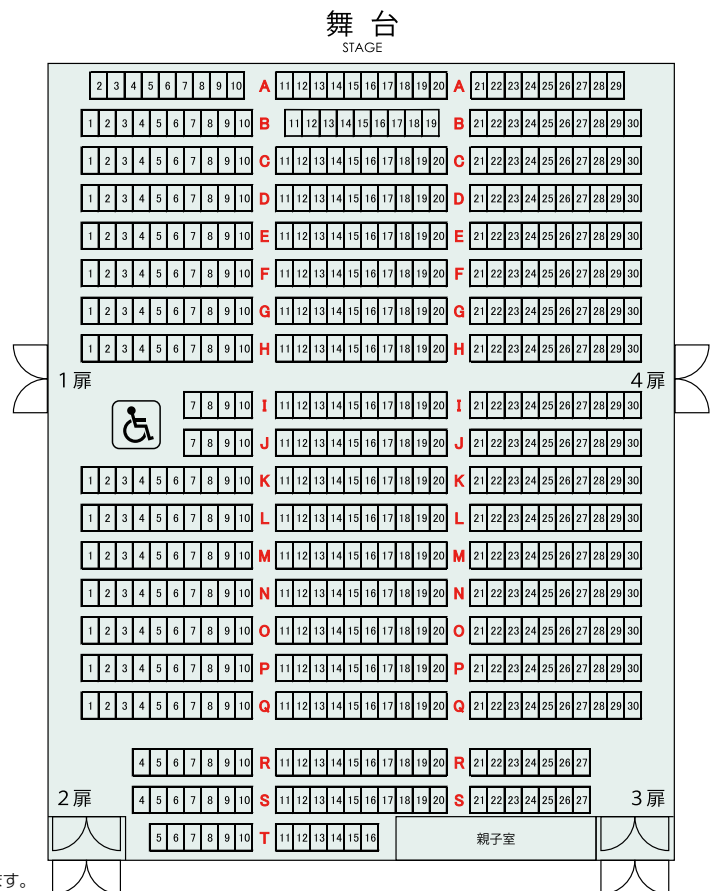 舞台
STAGE
2 3 4 5 6 7 8 9 10 A 11 12 13 14 15 16 17 18 19 20 A 21 22 23 24 25 26 27 28 29
1 2 3 4 5 6 7 8 9 10 B 11 12 13 14 15 16 17 18 19 B 21 22 23 24 25 26 27 28 29 30
1 2 3 4 5 6 7 8 9 10 C 11 12 13 14 15 16 17 18 19 20 C 21 22 23 24 25 26 27 28 29 30
1 2 3 4 5 6 7 8 9 10 D 11 12 13 14 15 16 17 18 19 20 D 21 22 23 24 25 26 27 28 29 30
1 2 3 4 5 6 7 8 9 10 E 11 12 13 14 15 16 17 18 19 20 E 21 22 23 24 25 26 27 28 29 30
1 2 3 4 5 6 7 8 9 10 F 11 12 13 14 15 16 17 18 19 20 F 21 22 23 24 25 26 27 28 29 30
1 2 3 4 5 6 7 8 9 10 G 11 12 13 14 15 16 17 18 19 20 G 21 22 23 24 25 26 27 28 29 30
1 2 3 4 5 6 7 8 9 10 H 11 12 13 14 15 16 17 18 19 20 H 21 22 23 24 25 26 27 28 29 30
1扉 4扉
7 8 9 10 I 11 12 13 14 15 16 17 18 19 20 I 21 22 23 24 25 26 27 28 29 30
7 8 9 10 J 11 12 13 14 15 16 17 18 19 20 J 21 22 23 24 25 26 27 28 29 30
1 2 3 4 5 6 7 8 9 10 K 11 12 13 14 15 16 17 18 19 20 K 21 22 23 24 25 26 27 28 29 30
1 2 3 4 5 6 7 8 9 10 L 11 12 13 14 15 16 17 18 19 20 L 21 22 23 24 25 26 27 28 29 30
1 2 3 4 5 6 7 8 9 10 M 11 12 13 14 15 16 17 18 19 20 M 21 22 23 24 25 26 27 28 29 30
1 2 3 4 5 6 7 8 9 10 N 11 12 13 14 15 16 17 18 19 20 N 21 22 23 24 25 26 27 28 29 30
1 2 3 4 5 6 7 8 9 10 O 11 12 13 14 15 16 17 18 19 20 O 21 22 23 24 25 26 27 28 29 30
1 2 3 4 5 6 7 8 9 10 P 11 12 13 14 15 16 17 18 19 20 P 21 22 23 24 25 26 27 28 29 30
1 2 3 4 5 6 7 8 9 10 Q 11 12 13 14 15 16 17 18 19 20 Q 21 22 23 24 25 26 27 28 29 30
4 5 6 7 8 9 10 R 11 12 13 14 15 16 17 18 19 20 R 21 22 23 24 25 26 27
2扉 3扉
4 5 6 7 8 9 10 S 11 12 13 14 15 16 17 18 19 20 S 21 22 23 24 25 26 27
5 6 7 8 9 10 T 11 12 13 14 15 16
親子室
す。